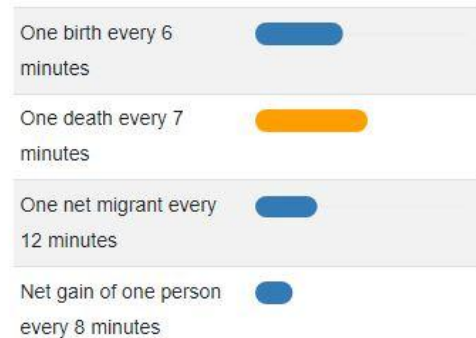 One birth every 6
minutes
One death every 7
minutes
One net migrant every
12 minutes
Net gain of one person
every 8 minutes